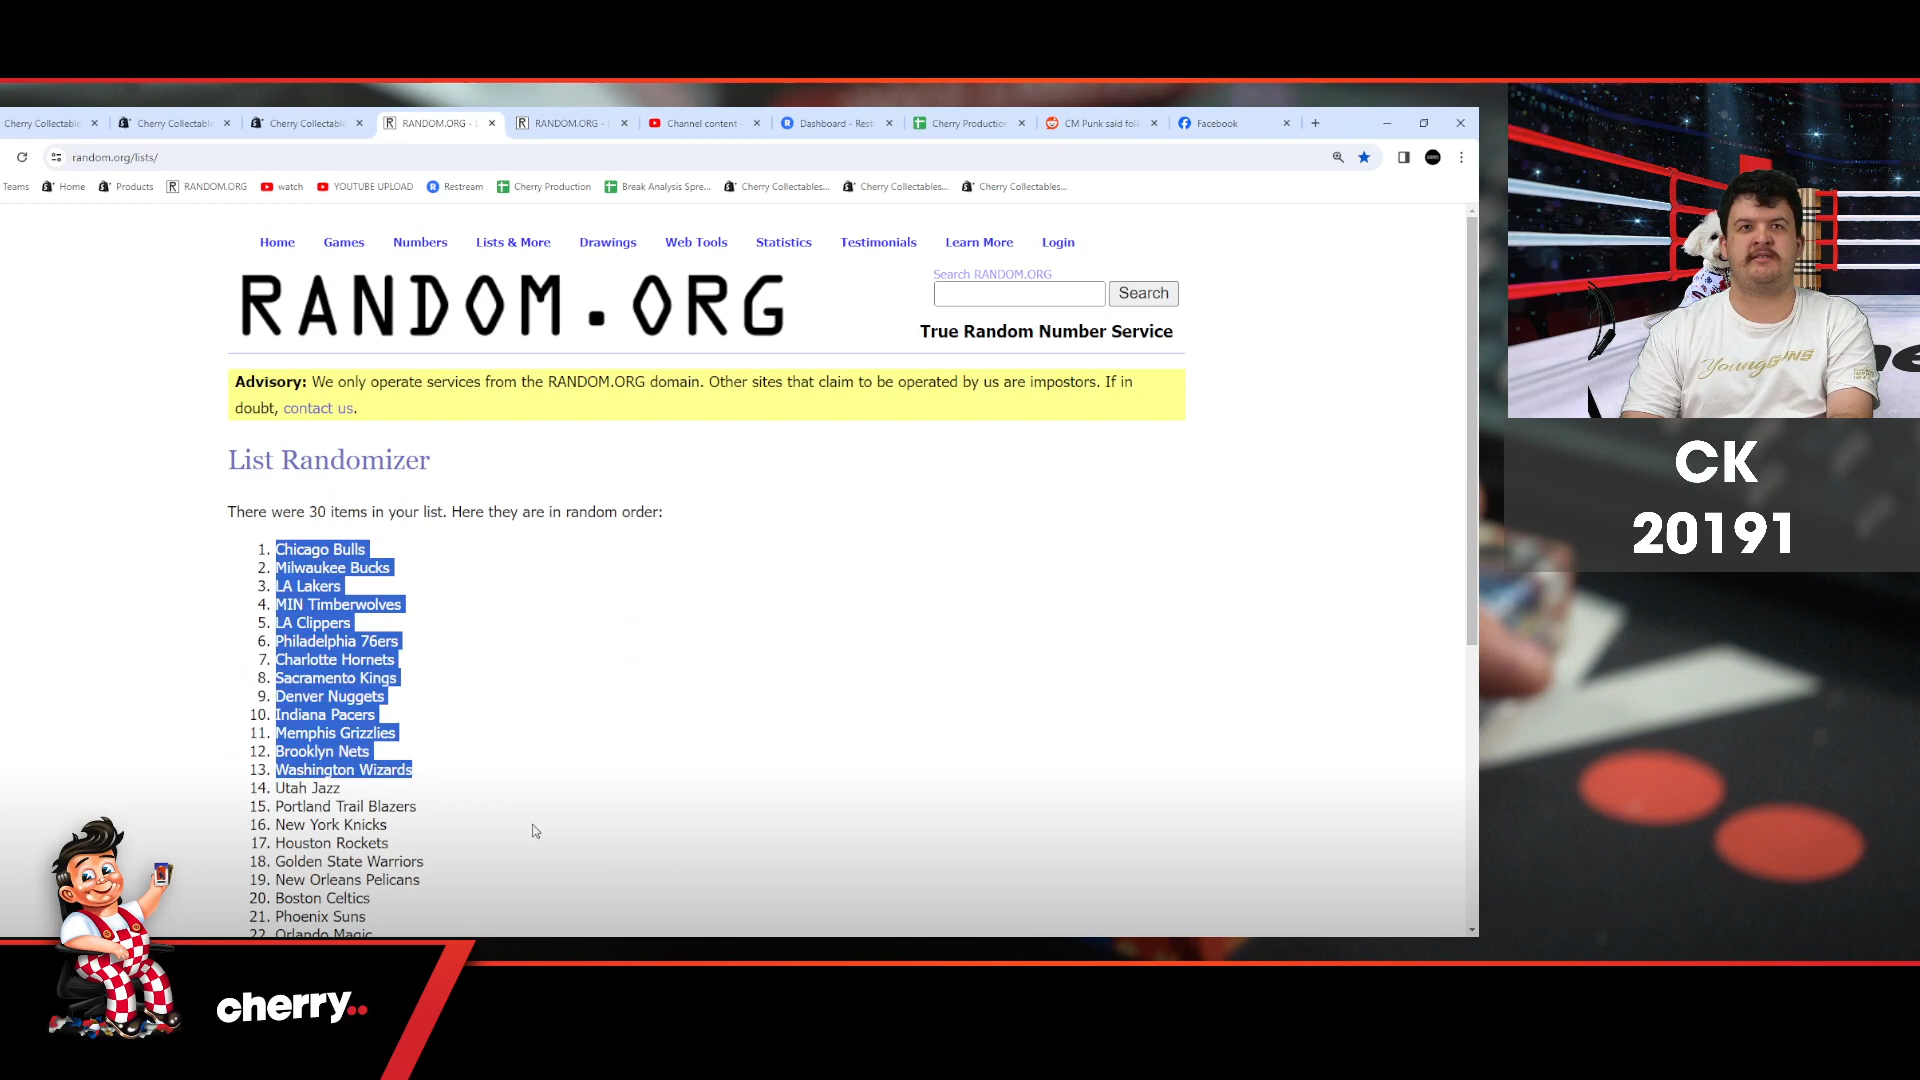 Cherry Collectable
Cherry Collectable
Cherry Collectable
RANDOM.ORG - L
RANDOM.ORG - L
Channel content -
Dashboard - Rest
Cherry Production
CM Punk said foll
Facebook
random.org/lists/
Teams
Home
Products
RANDOM.ORG
watch
YOUTUBE UPLOAD
Restream
Cherry Production
Break Analysis Spre...
Cherry Collectables...
Cherry Collectables...
Cherry Collectables...
Home Games Numbers Lists & More Drawings Web Tools Statistics Testimonials Learn More Login
RANDOM.ORG
Search RANDOM.ORG
Search
True Random Number Service
Advisory: We only operate services from the RANDOM.ORG domain. Other sites that claim to be operated by us are impostors. If in
doubt, contact us.
List Randomizer
There were 30 items in your list. Here they are in random order:
1. Chicago Bulls
2. Milwaukee Bucks
3. LA Lakers
4. MIN Timberwolves
5. LA Clippers
6. Philadelphia 76ers
7. Charlotte Hornets
8. Sacramento Kings
9. Denver Nuggets
10. Indiana Pacers
11. Memphis Grizzlies
12. Brooklyn Nets
13. Washington Wizards
14. Utah Jazz
15. Portland Trail Blazers
16. New York Knicks
17. Houston Rockets
18. Golden State Warriors
19. New Orleans Pelicans
20. Boston Celtics
21. Phoenix Suns
22. Orlando Magic
YoungGuns
CK
20191
cherry..